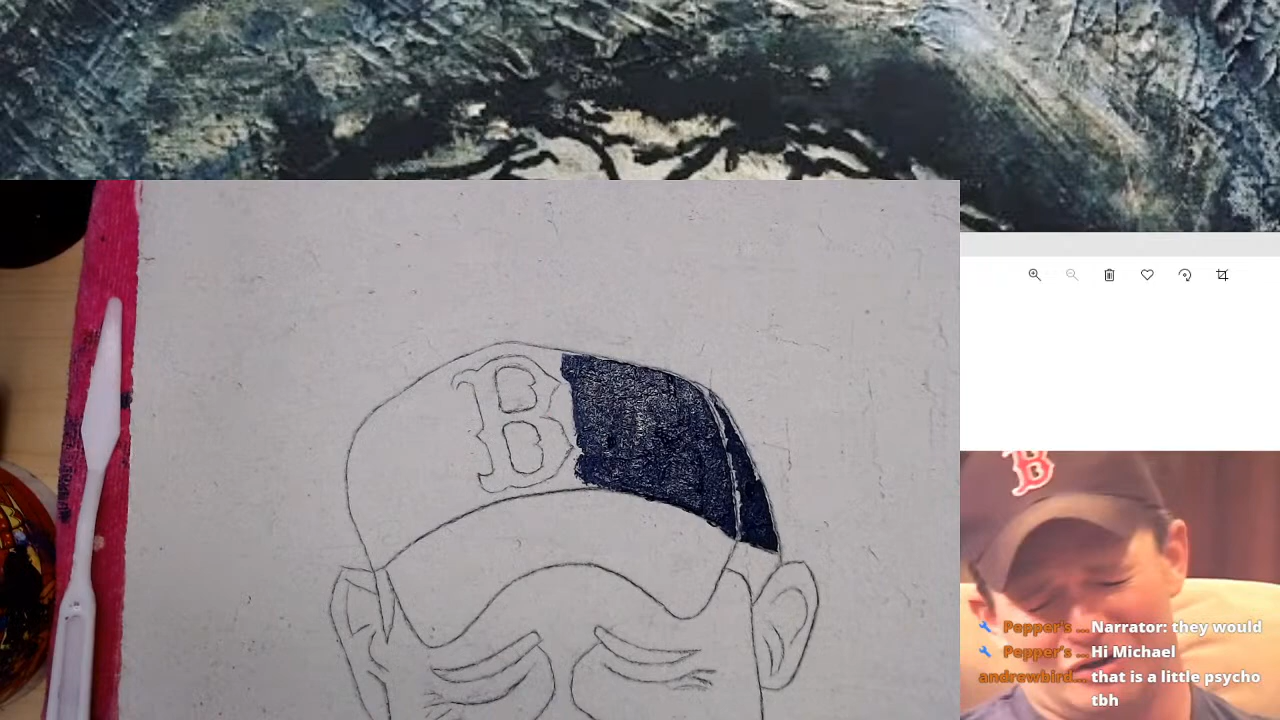 B
B
Pepper's ... Narrator: they would
Pepper's ... Hi Michael
andrewbird... that is a little psycho
tbh